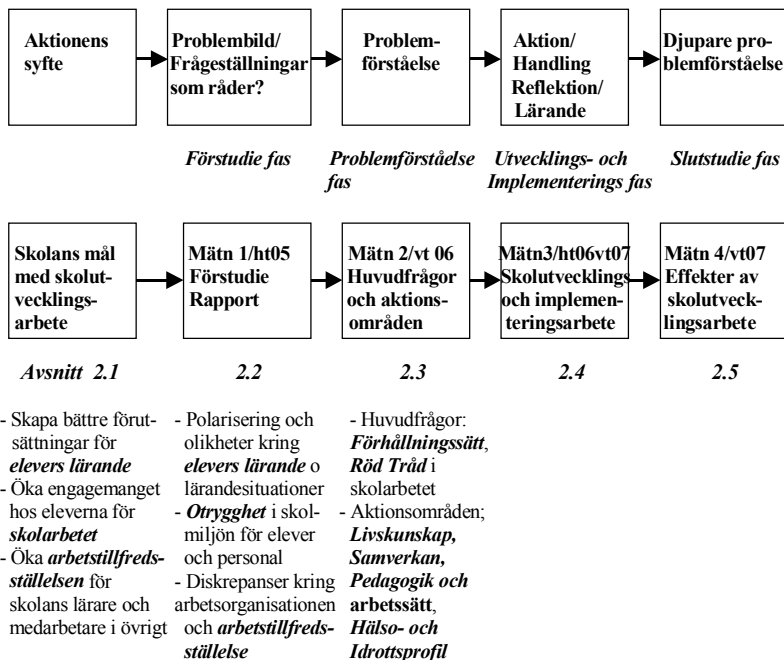 Aktionens
syfte
Problembild/
Frågeställningar
som råder?
Problem-
förståelse
Aktion/
Handling
Reflektion/
Lärande
Djupare pro-
blemförståelse
Förstudie fas
Problemförståelse
fas
Utvecklings- och
Implementerings fas
Slutstudie fas
Skolans mål
med skolut-
vecklings-
arbete
Mätn 1/ht05
Förstudie
Rapport
Mätn 2/vt 06
Huvudfrågor
och aktions-
områden
Mätn3/ht06vt07
Skolutvecklings
och implemen-
teringsarbete
Mätn 4/vt07
Effekter av
skolutveck-
lingsarbete
Avsnitt 2.1
2.2
2.3
2.4
2.5
- Skapa bättre förut-
sättningar för
elevers lärande
- Öka engagemanget
hos eleverna för
skolarbetet
- Öka arbetstillfreds-
ställelsen för
skolans lärare och
medarbetare i övrigt
- Polarisering och
olikheter kring
elevers lärande o
lärandesituationer
- Otrygghet i skol-
miljön för elever
och personal
- Diskrepanser kring
arbetsorganisationen
och arbetstillfreds-
ställelse
- Huvudfrågor:
Förhållningssätt,
Röd Tråd i
skolarbetet
- Aktionsområden;
Livskunskap,
Samverkan,
Pedagogik och
arbetssätt,
Hälso- och
Idrottsprofil